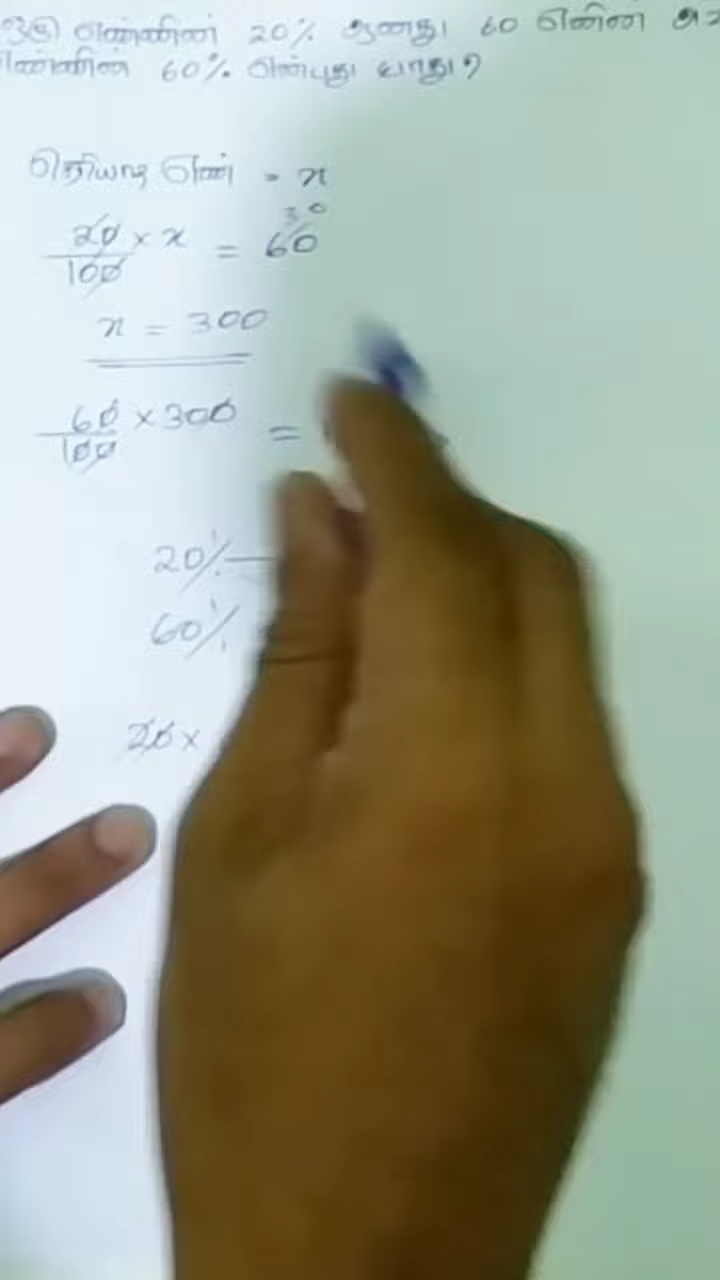 ஒரு எண்ணின் 20% ஆனது 60 எனின்
எண்ணின் 60% என்பது யாது?
தெரியாத எண் = x
30
20/100 × x = 60
x = 300
60/100 × 300 =
20% —
60%
20 ×